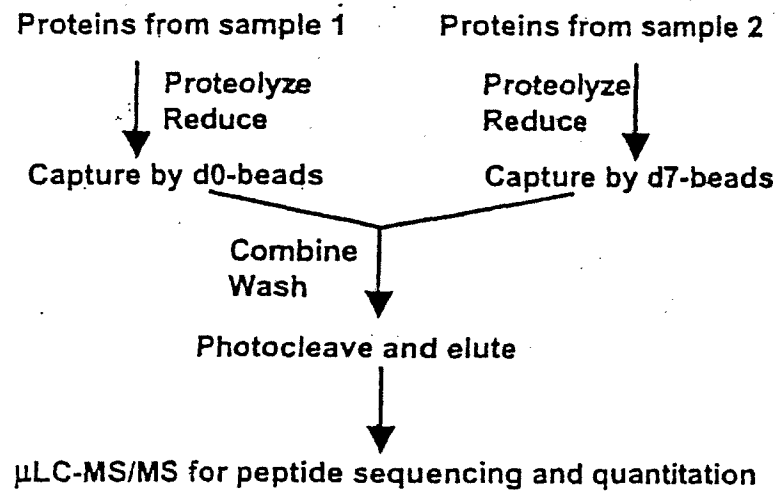 Proteins from sample 1
Proteins from sample 2
Proteolyze
Reduce
Proteolyze
Reduce
Capture by d0-beads
Capture by d7-beads
Combine
Wash
Photocleave and elute
µLC-MS/MS for peptide sequencing and quantitation